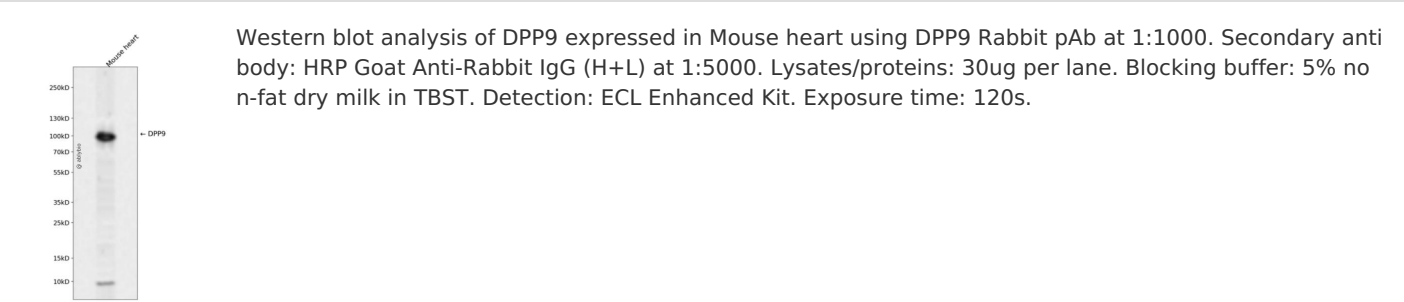 Mouse heart
Western blot analysis of DPP9 expressed in Mouse heart using DPP9 Rabbit pAb at 1:1000. Secondary anti
body: HRP Goat Anti-Rabbit IgG (H+L) at 1:5000. Lysates/proteins: 30ug per lane. Blocking buffer: 5% no
n-fat dry milk in TBST. Detection: ECL Enhanced Kit. Exposure time: 120s.
250kD
130kD
100kD
← DPP9
70kD
@ abbybio
55kD
35kD
25kD
15kD
10kD